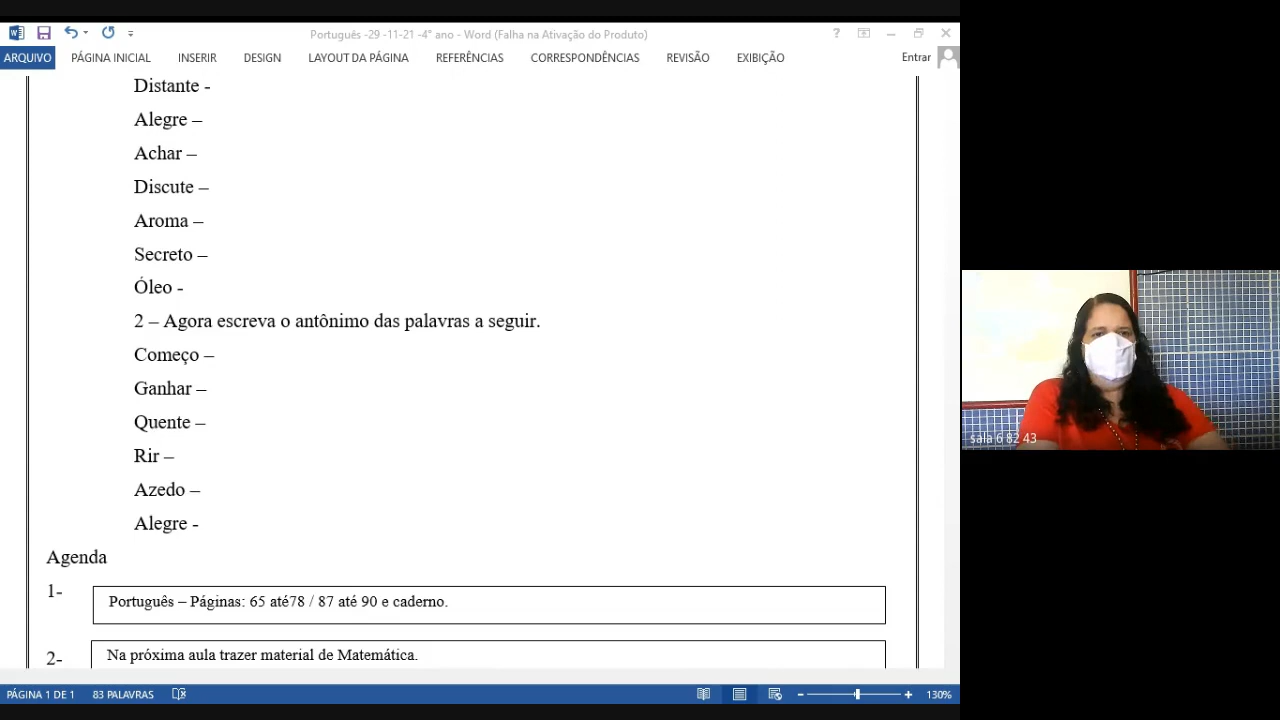 Português -29 -11-21 -4° ano - Word (Falha na Ativação do Produto)
ARQUIVO PÁGINA INICIAL INSERIR DESIGN LAYOUT DA PÁGINA REFERÊNCIAS CORRESPONDÊNCIAS REVISÃO EXIBIÇÃO Entrar
Distante -
Alegre –
Achar –
Discute –
Aroma –
Secreto –
Óleo -
2 – Agora escreva o antônimo das palavras a seguir.
Começo –
Ganhar –
Quente –
Rir –
Azedo –
Alegre -
Agenda
1- Português – Páginas: 65 até78 / 87 até 90 e caderno.
2- Na próxima aula trazer material de Matemática.
PÁGINA 1 DE 1 83 PALAVRAS 130%
sala 6 82 43